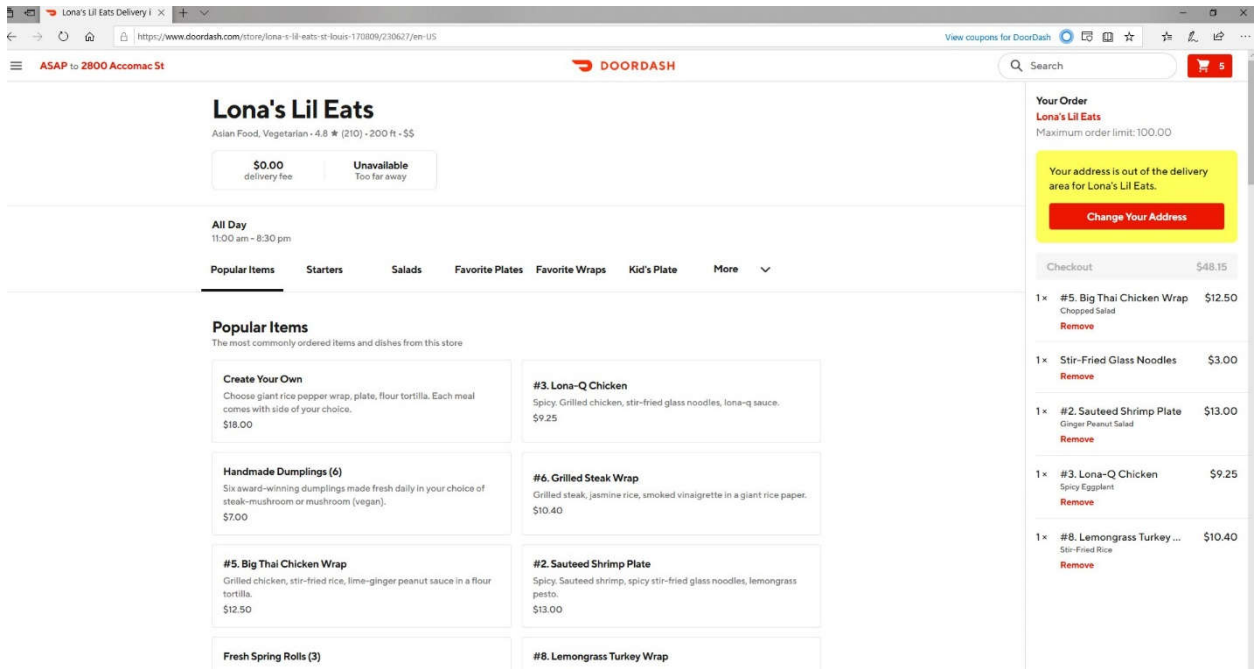 Lona's Lil Eats Delivery i
https://www.doordash.com/store/lona-s-lil-eats-st-louis-170809/230627/en-US
View coupons for DoorDash
ASAP to 2800 Accomac St
DOORDASH
Search
5
Lona's Lil Eats
Asian Food, Vegetarian • 4.8 ★ (210) • 200 ft • $$
$0.00
delivery fee
Unavailable
Too far away
All Day
11:00 am - 8:30 pm
Popular Items Starters Salads Favorite Plates Favorite Wraps Kid's Plate More
Popular Items
The most commonly ordered items and dishes from this store
Create Your Own
Choose giant rice pepper wrap, plate, flour tortilla. Each meal
comes with side of your choice.
$18.00
#3. Lona-Q Chicken
Spicy. Grilled chicken, stir-fried glass noodles, lona-q sauce.
$9.25
Handmade Dumplings (6)
Six award-winning dumplings made fresh daily in your choice of
steak-mushroom or mushroom (vegan).
$7.00
#6. Grilled Steak Wrap
Grilled steak, jasmine rice, smoked vinaigrette in a giant rice paper.
$10.40
#5. Big Thai Chicken Wrap
Grilled chicken, stir-fried rice, lime-ginger peanut sauce in a flour
tortilla.
$12.50
#2. Sauteed Shrimp Plate
Spicy. Sauteed shrimp, spicy stir-fried glass noodles, lemongrass
pesto.
$13.00
Fresh Spring Rolls (3)
#8. Lemongrass Turkey Wrap
Your Order
Lona's Lil Eats
Maximum order limit: 100.00
Your address is out of the delivery
area for Lona's Lil Eats.
Change Your Address
Checkout $48.15
1 × #5. Big Thai Chicken Wrap $12.50
Chopped Salad
Remove
1 × Stir-Fried Glass Noodles $3.00
Remove
1 × #2. Sauteed Shrimp Plate $13.00
Ginger Peanut Salad
Remove
1 × #3. Lona-Q Chicken $9.25
Spicy Eggplant
Remove
1 × #8. Lemongrass Turkey ... $10.40
Stir-Fried Rice
Remove